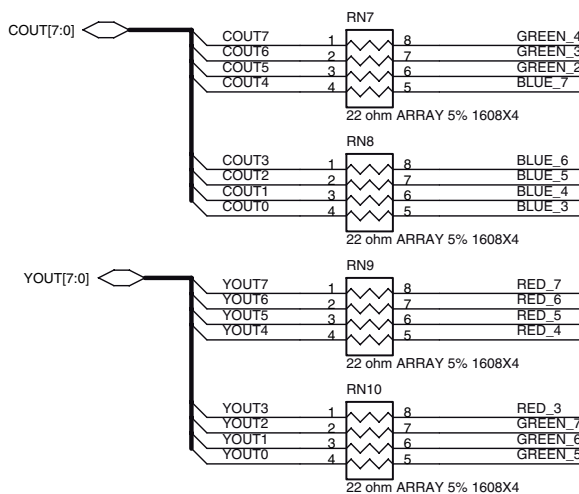 COUT[7:0]
RN7
COUT7 1 8 GREEN_4
COUT6 2 7 GREEN_3
COUT5 3 6 GREEN_2
COUT4 4 5 BLUE_7
22 ohm ARRAY 5% 1608X4
RN8
COUT3 1 8 BLUE_6
COUT2 2 7 BLUE_5
COUT1 3 6 BLUE_4
COUT0 4 5 BLUE_3
22 ohm ARRAY 5% 1608X4
YOUT[7:0]
RN9
YOUT7 1 8 RED_7
YOUT6 2 7 RED_6
YOUT5 3 6 RED_5
YOUT4 4 5 RED_4
22 ohm ARRAY 5% 1608X4
RN10
YOUT3 1 8 RED_3
YOUT2 2 7 GREEN_7
YOUT1 3 6 GREEN_6
YOUT0 4 5 GREEN_5
22 ohm ARRAY 5% 1608X4